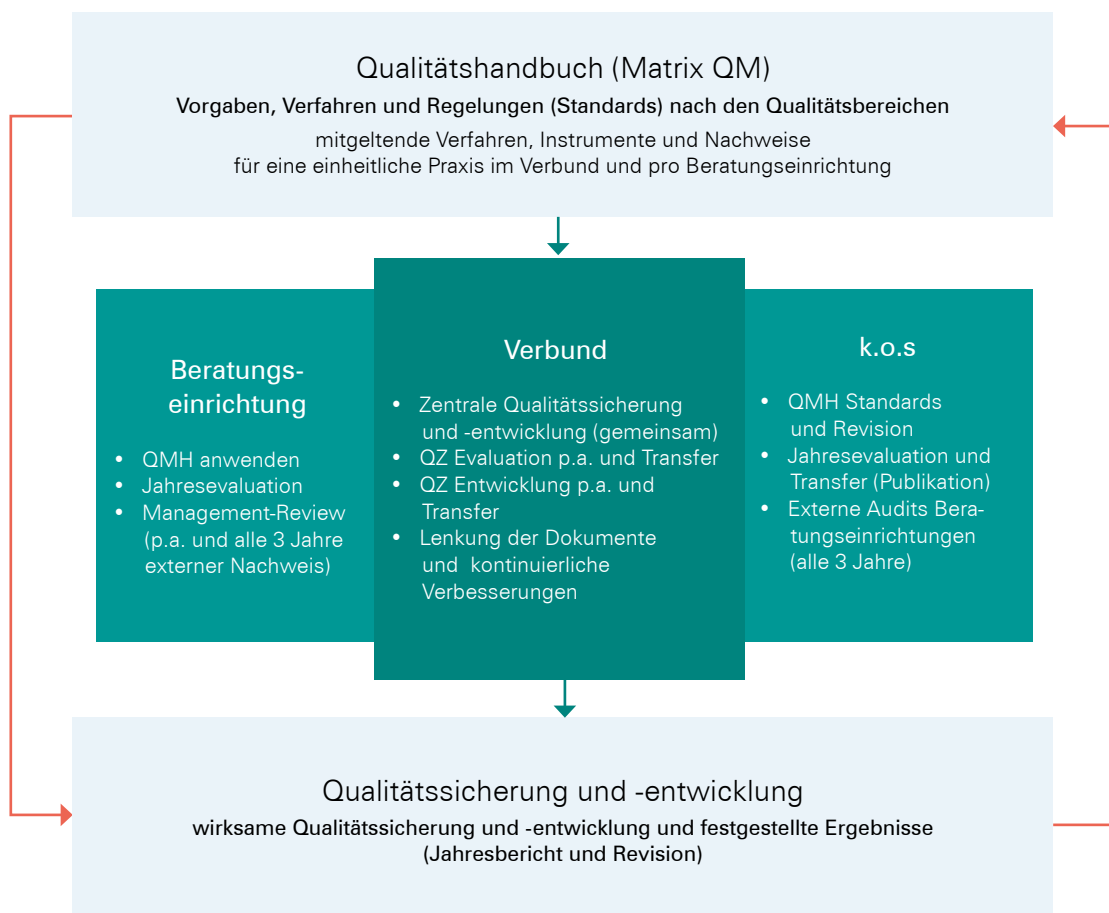 Qualitätshandbuch (Matrix QM)
Vorgaben, Verfahren und Regelungen (Standards) nach den Qualitätsbereichen
mitgeltende Verfahren, Instrumente und Nachweise
für eine einheitliche Praxis im Verbund und pro Beratungseinrichtung
Beratungs-
einrichtung
• QMH anwenden
• Jahresevaluation
• Management-Review
(p.a. und alle 3 Jahre
externer Nachweis)
Verbund
• Zentrale Qualitätssicherung
und -entwicklung (gemeinsam)
• QZ Evaluation p.a. und Transfer
• QZ Entwicklung p.a. und
Transfer
• Lenkung der Dokumente
und kontinuierliche
Verbesserungen
k.o.s
• QMH Standards
und Revision
• Jahresevaluation und
Transfer (Publikation)
• Externe Audits Bera-
tungseinrichtungen
(alle 3 Jahre)
Qualitätssicherung und -entwicklung
wirksame Qualitätssicherung und -entwicklung und festgestellte Ergebnisse
(Jahresbericht und Revision)